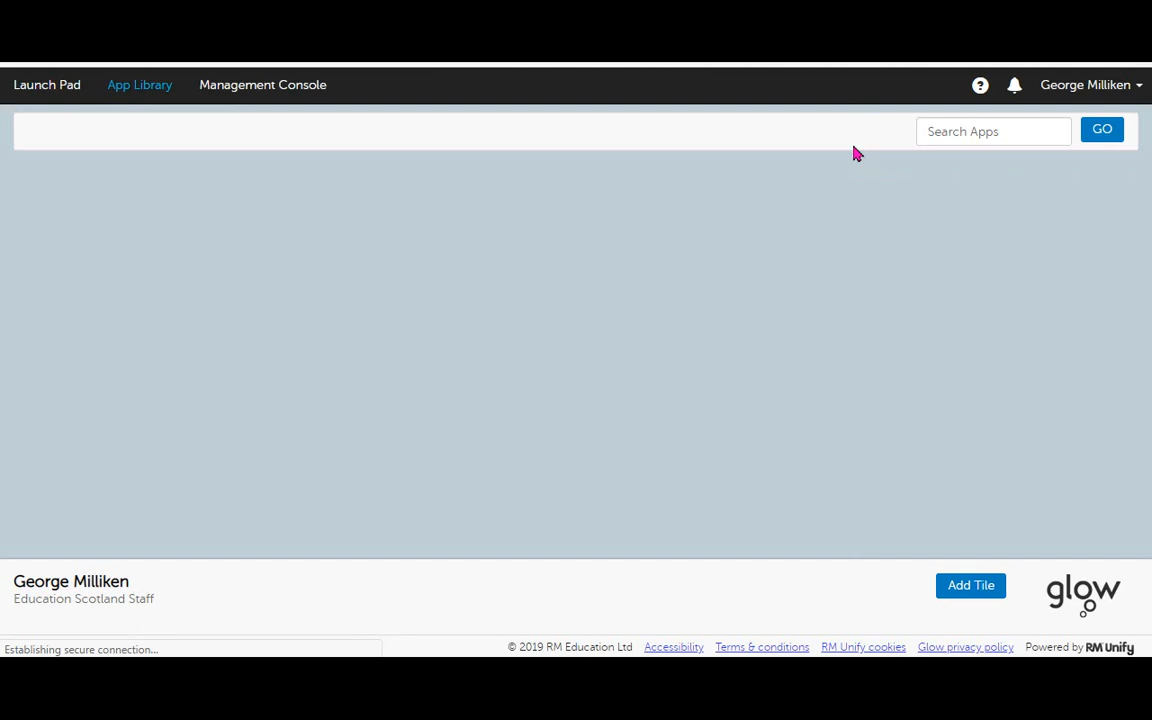 Launch Pad App Library Management Console ? George Milliken
Search Apps GO
George Milliken
Education Scotland Staff
Add Tile
glow
Establishing secure connection...
© 2019 RM Education Ltd Accessibility Terms & conditions RM Unify cookies Glow privacy policy Powered by RM Unify